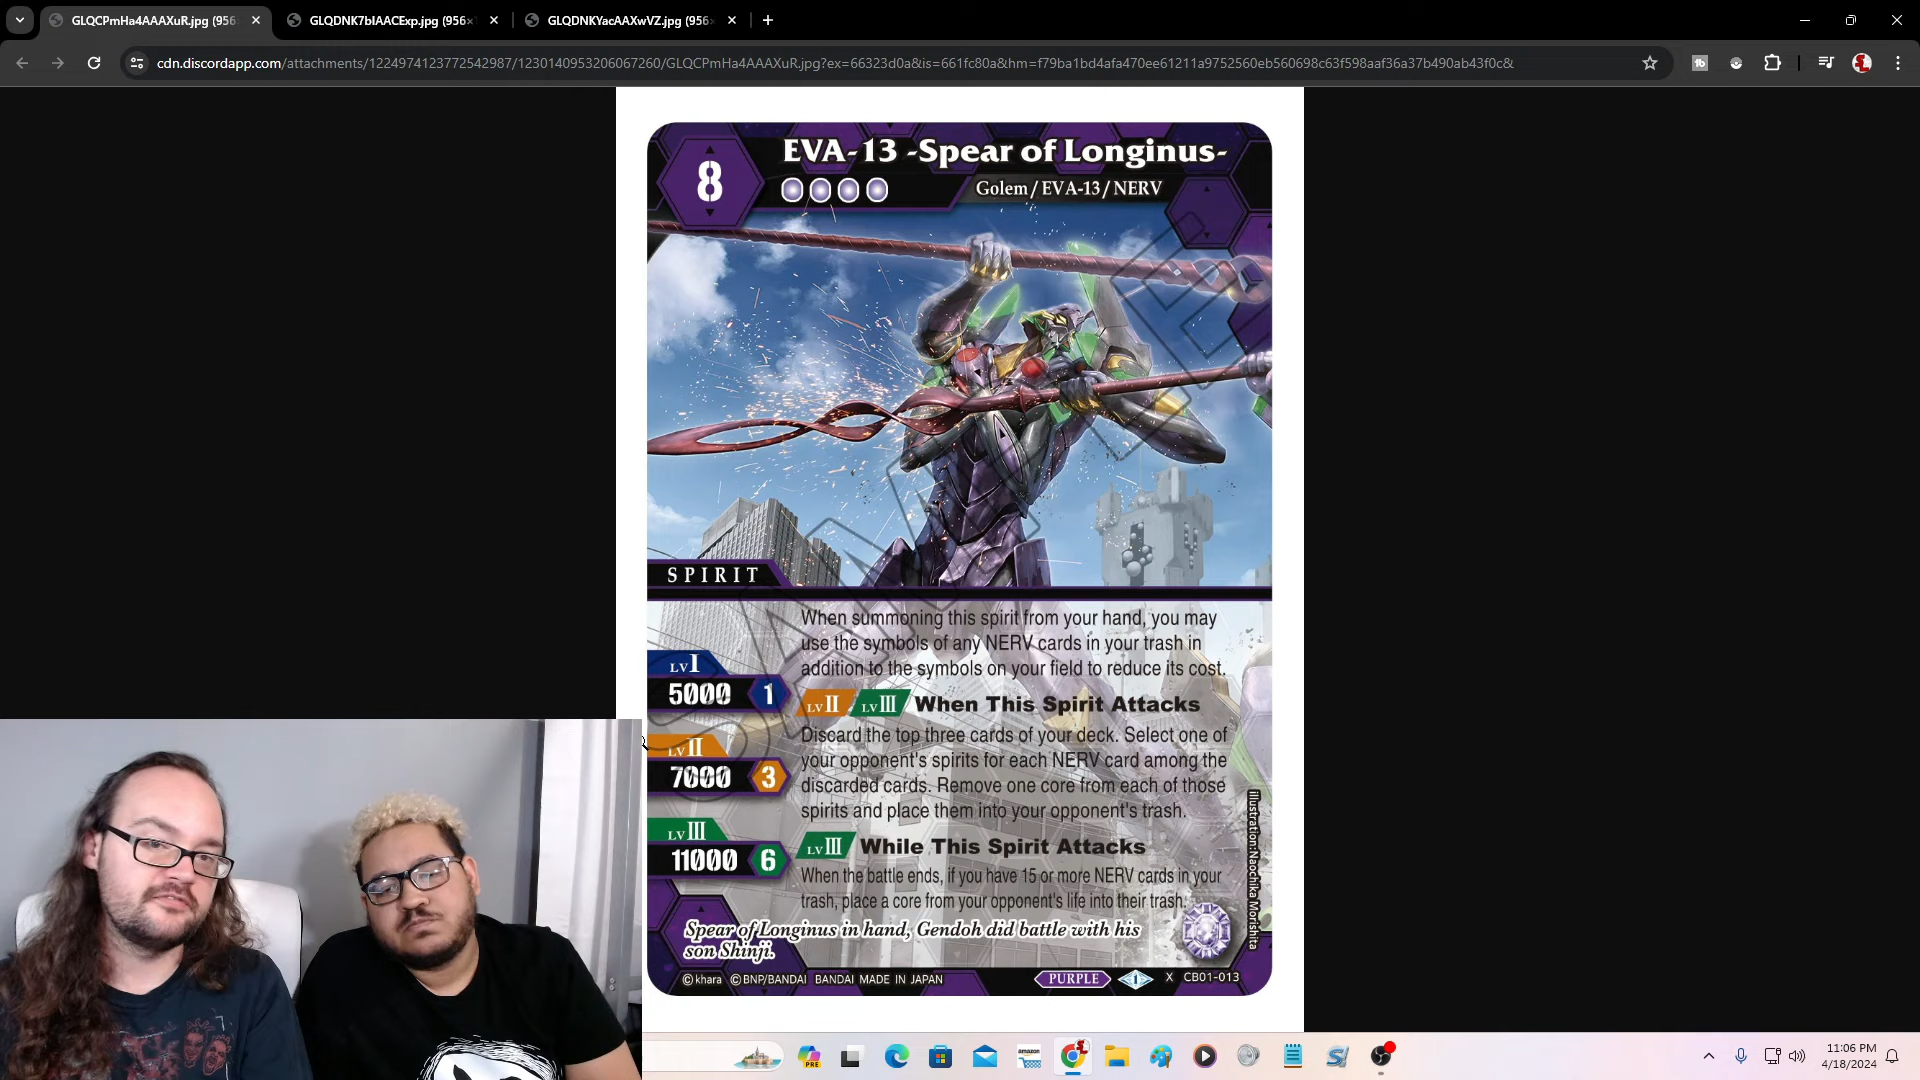 GLQCPmHa4AAAXuR.jpg (956
GLQDNK7bIAACExp.jpg (956×
GLQDNKYacAAXwVZ.jpg (956×
cdn.discordapp.com/attachments/1224974123772542987/1230140953206067260/GLQCPmHa4AAAXuR.jpg?ex=66323d0a&is=661fc80a&hm=f79ba1bd4afa470ee61211a9752560eb560698c63f598aaf36a37b490ab43f0c&
8
EVA-13 -Spear of Longinus-
Golem / EVA-13 / NERV
SPIRIT
When summoning this spirit from your hand, you may
use the symbols of any NERV cards in your trash in
addition to the symbols on your field to reduce its cost.
LV I
5000 1
LV II LV III When This Spirit Attacks
Discard the top three cards of your deck. Select one of
your opponent's spirits for each NERV card among the
discarded cards. Remove one core from each of those
spirits and place them into your opponent's trash.
LV II
7000 3
LV III
11000 6
LV III While This Spirit Attacks
When the battle ends, if you have 15 or more NERV cards in your
trash, place a core from your opponent's life into their trash.
Spear of Longinus in hand, Gendoh did battle with his
son Shinji.
Illustration:Naochika Morishita
©khara ©BNP/BANDAI BANDAI MADE IN JAPAN
PURPLE 1 X CB01-013
PRE
amazon
11:06 PM
4/18/2024